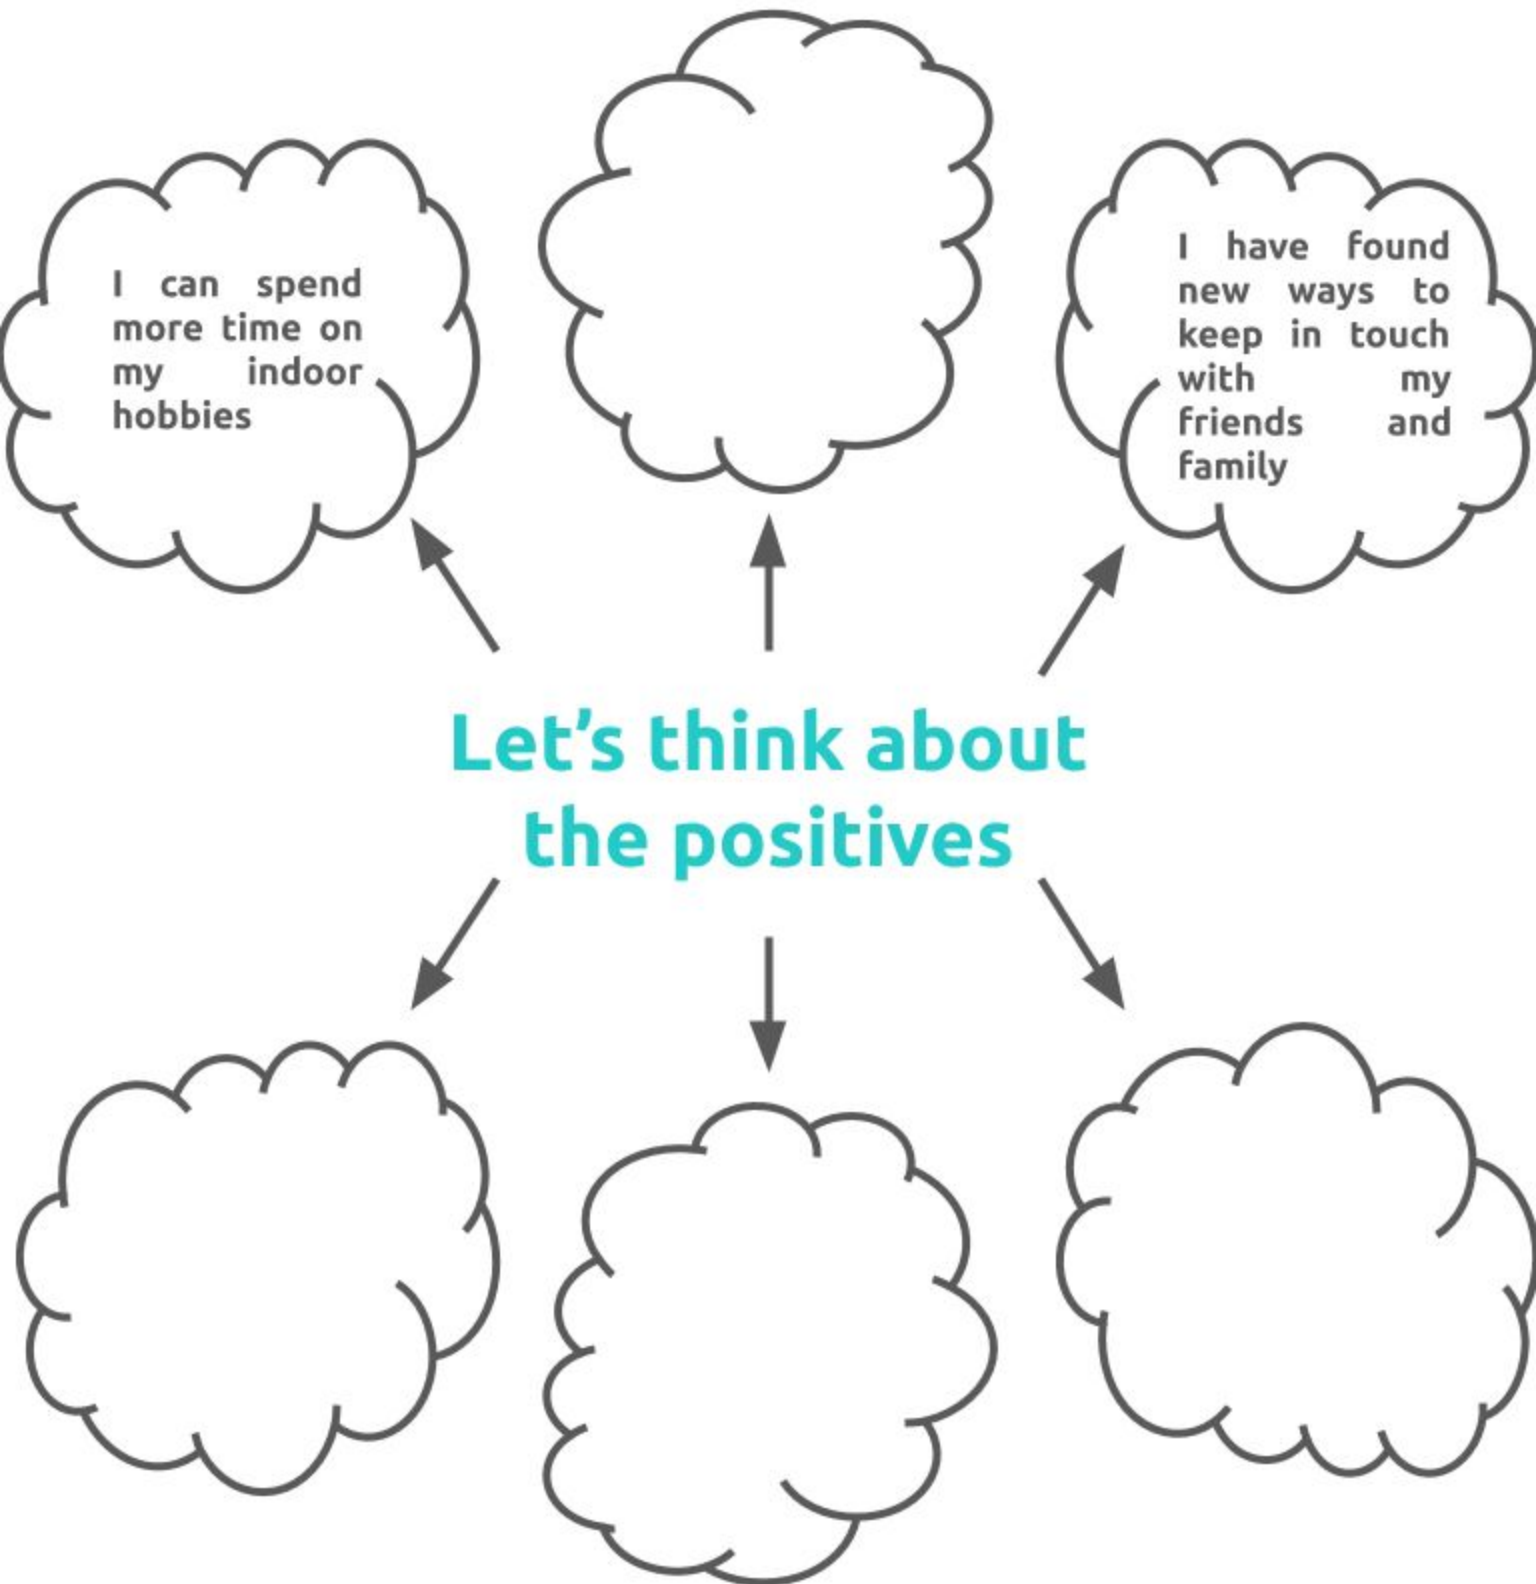 I can spend
more time on
my indoor
hobbies
I have found
new ways to
keep in touch
with my
friends and
family
Let's think about
the positives